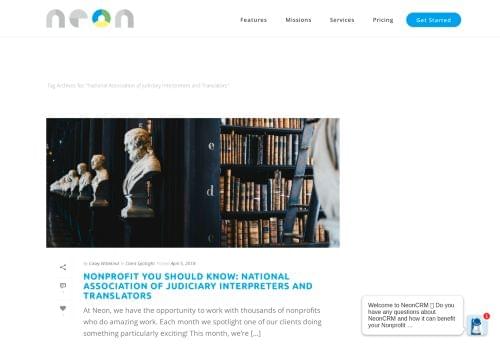 neon
Features Missions Services Pricing Get Started
Tag Archives for: "National Association of Judiciary Interpreters and Translators"
e
d
c
in Client Spotlight Posted April 5, 2018
NONPROFIT YOU SHOULD KNOW: NATIONAL
ASSOCIATION OF JUDICIARY INTERPRETERS AND
TRANSLATORS
At Neon, we have the opportunity to work with thousands of nonprofits
who do amazing work. Each month we spotlight one of our clients doing
something particularly exciting! This month, we're [...]
Welcome to NeonCRM Do you
have any questions about
NeonCRM and how it can benefit
your Nonprofit ...
1